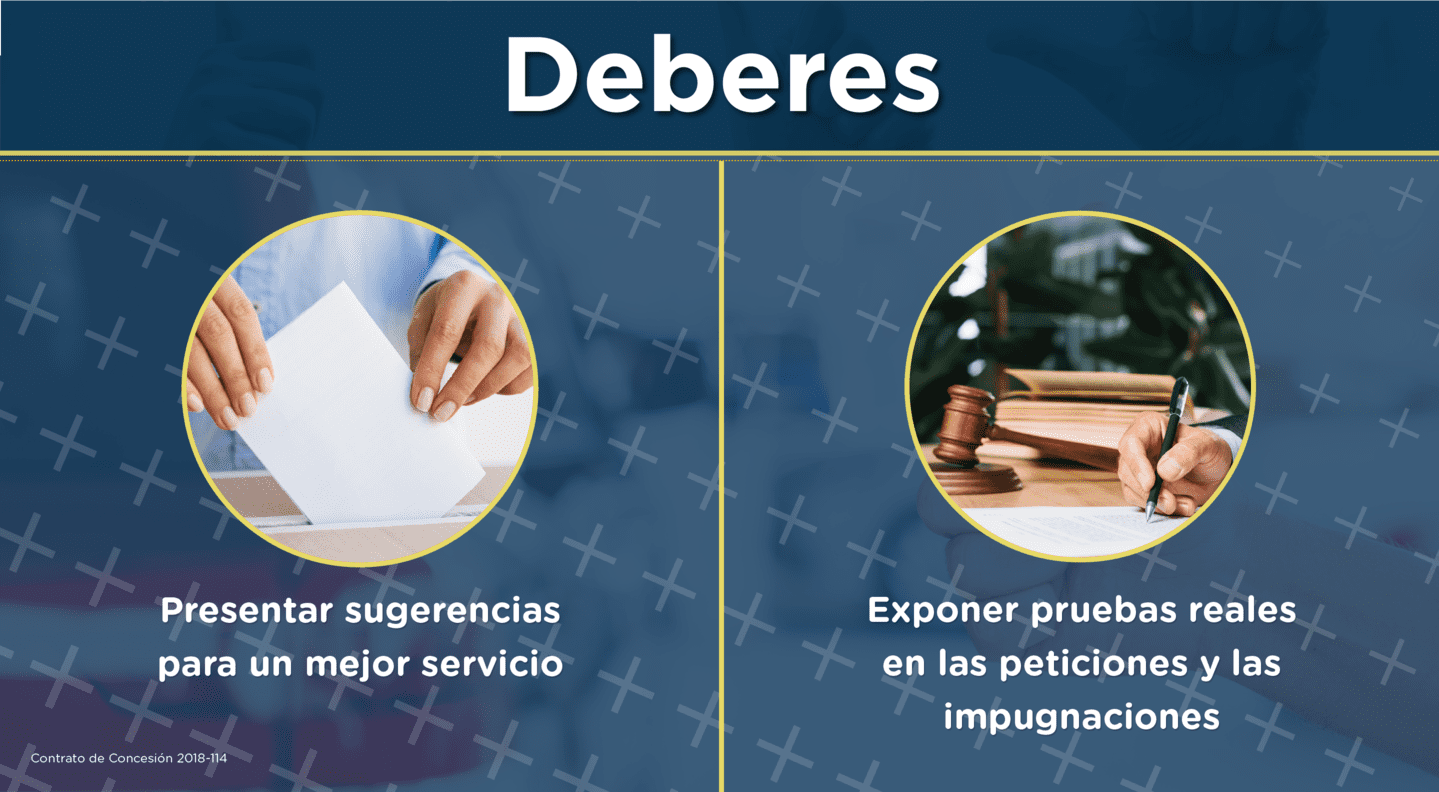 Deberes
Presentar sugerencias
para un mejor servicio
Exponer pruebas reales
en las peticiones y las
impugnaciones
Contrato de Concesión 2018-114